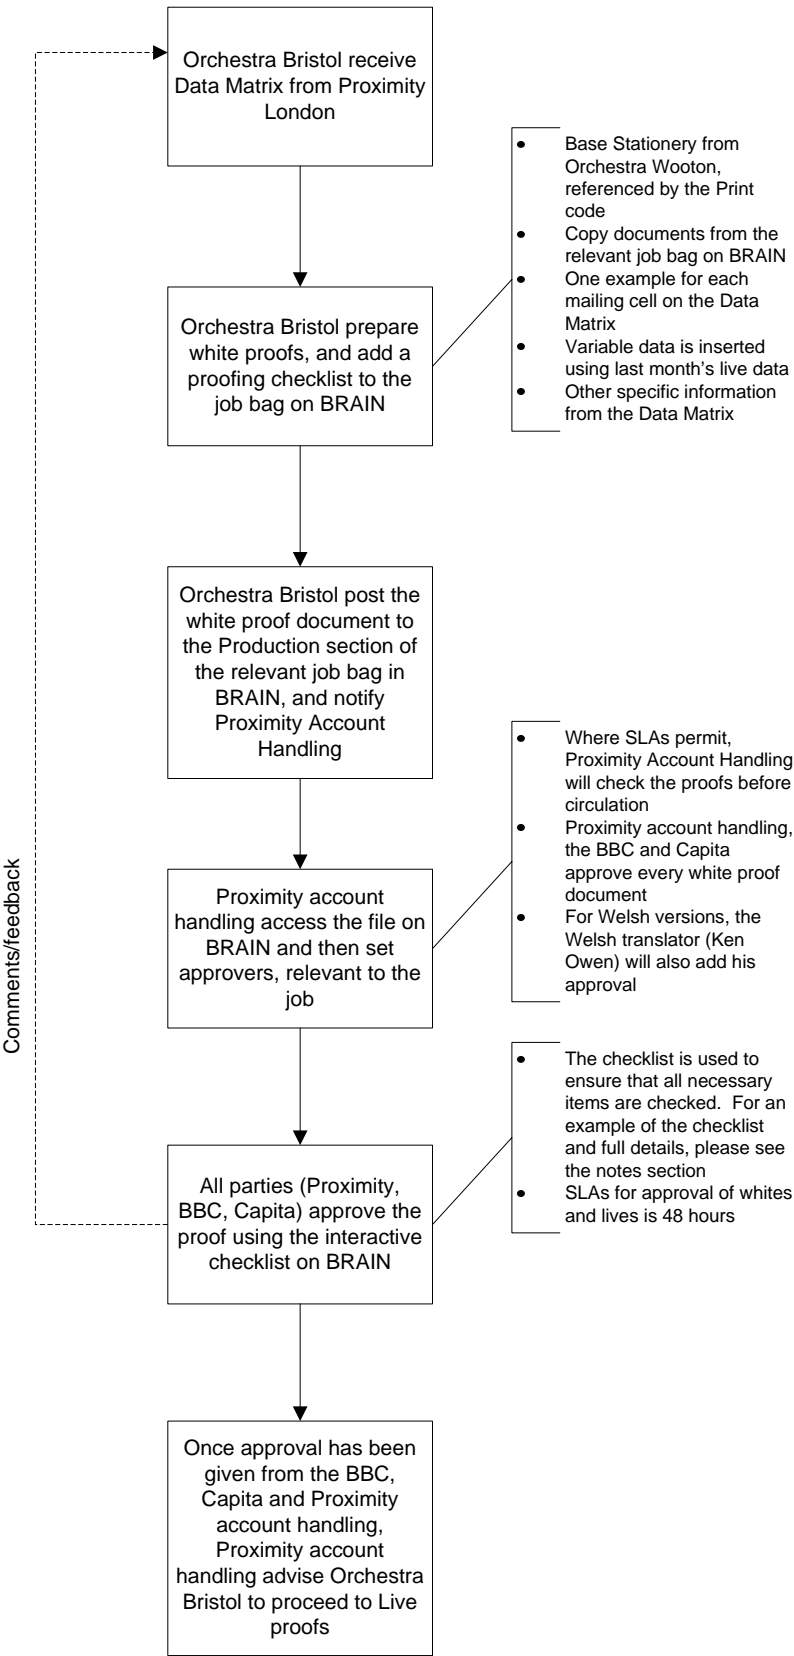 Orchestra Bristol receive
Data Matrix from Proximity
London
• Base Stationery from
Orchestra Wooton,
referenced by the Print
code
• Copy documents from the
relevant job bag on BRAIN
• One example for each
mailing cell on the Data
Matrix
• Variable data is inserted
using last month's live data
• Other specific information
from the Data Matrix
Orchestra Bristol prepare
white proofs, and add a
proofing checklist to the
job bag on BRAIN
Orchestra Bristol post the
white proof document to
the Production section of
the relevant job bag in
BRAIN, and notify
Proximity Account
Handling
• Where SLAs permit,
Proximity Account Handling
will check the proofs before
circulation
• Proximity account handling,
the BBC and Capita
approve every white proof
document
• For Welsh versions, the
Welsh translator (Ken
Owen) will also add his
approval
Proximity account
handling access the file on
BRAIN and then set
approvers, relevant to the
job
Comments/feedback
• The checklist is used to
ensure that all necessary
items are checked.  For an
example of the checklist
and full details, please see
the notes section
• SLAs for approval of whites
and lives is 48 hours
All parties (Proximity,
BBC, Capita) approve the
proof using the interactive
checklist on BRAIN
Once approval has been
given from the BBC,
Capita and Proximity
account handling,
Proximity account
handling advise Orchestra
Bristol to proceed to Live
proofs